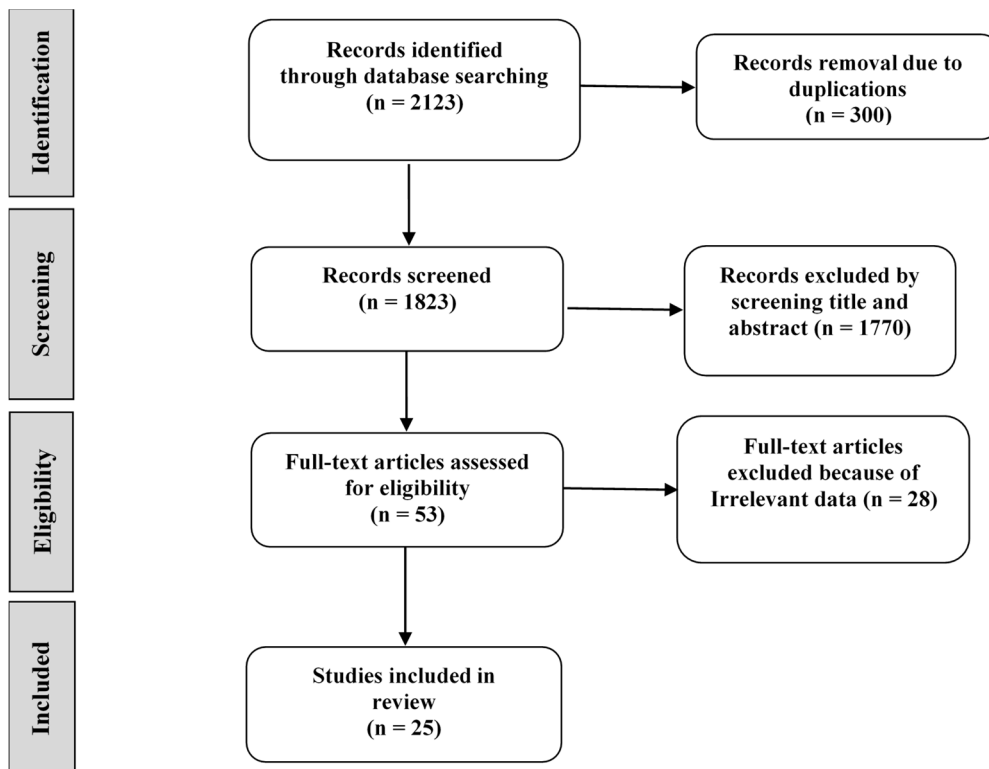 Identification
Records identified
through database searching
(n = 2123)
Records removal due to
duplications
(n = 300)
Screening
Records screened
(n = 1823)
Records excluded by
screening title and
abstract (n = 1770)
Eligibility
Full-text articles assessed
for eligibility
(n = 53)
Full-text articles
excluded because of
Irrelevant data (n = 28)
Included
Studies included in
review
(n = 25)